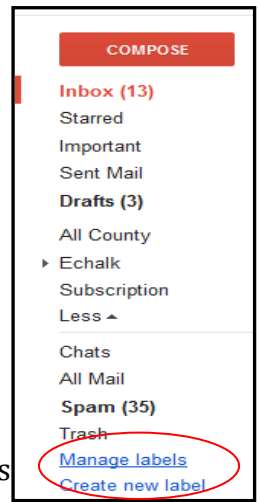 COMPOSE
Inbox (13)
Starred
Important
Sent Mail
Drafts (3)
All County
Echalk
Subscription
Less
Chats
All Mail
Spam (35)
Trash
s Manage labels
Create new label